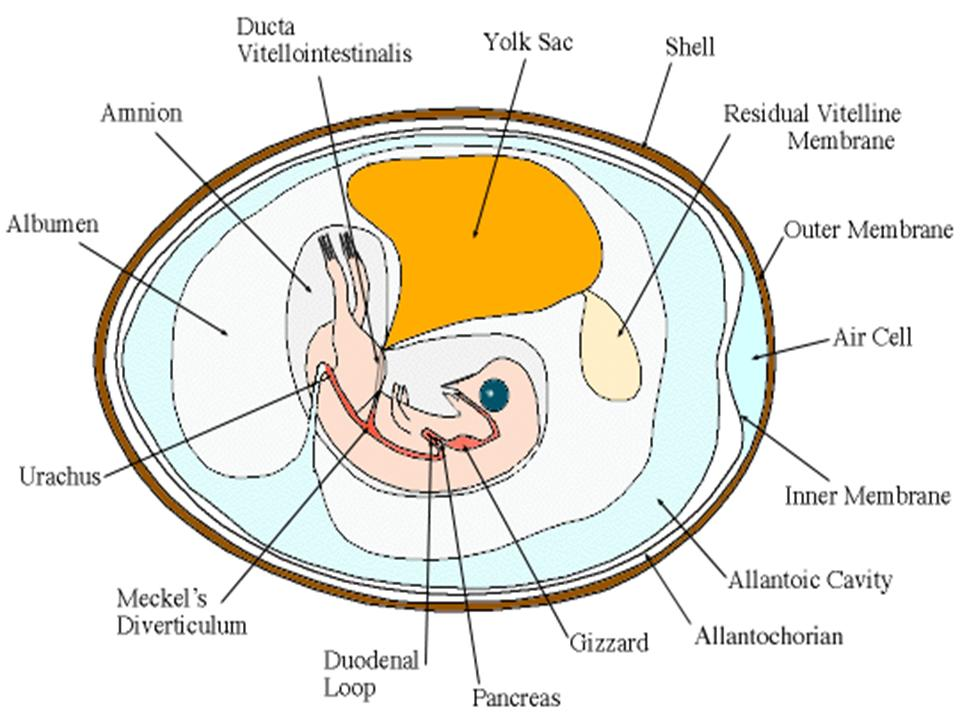 Ducta
Vitellointestinalis
Yolk Sac
Shell
Amnion
Residual Vitelline
Membrane
Albumen
Outer Membrane
Air Cell
Urachus
Inner Membrane
Allantoic Cavity
Meckel's
Diverticulum
Allantochorian
Gizzard
Duodenal
Loop
Pancreas